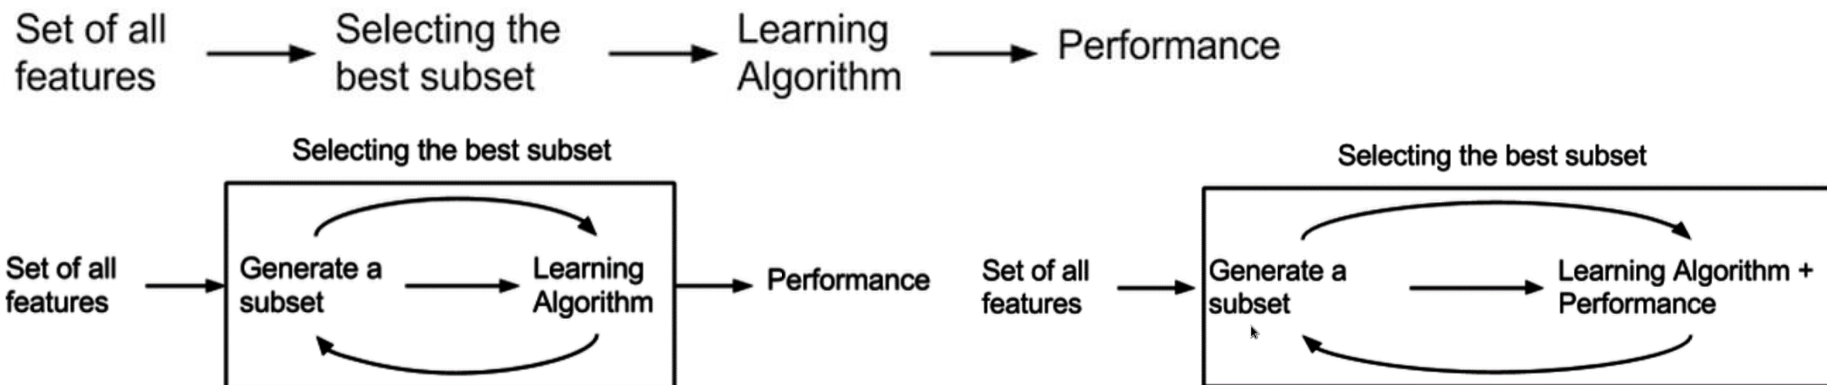 Set of all
features
Selecting the
best subset
Learning
Algorithm
Performance
Selecting the best subset
Set of all
features
Generate a
subset
Learning
Algorithm
Performance
Selecting the best subset
Set of all
features
Generate a
subset
Learning Algorithm +
Performance